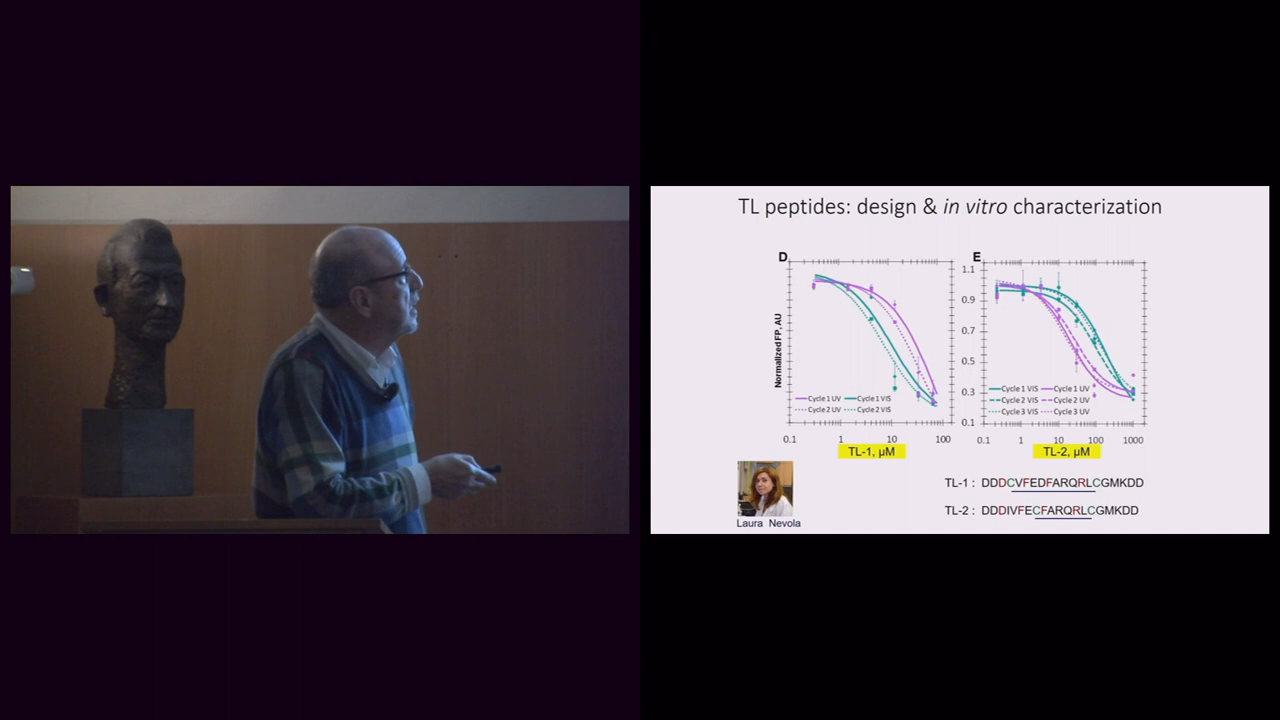 TL peptides: design & in vitro characterization
D
E
Normalized FP, AU
1.1
0.9
0.7
0.5
0.3
0.1
Cycle 1 UV Cycle 1 VIS
Cycle 2 UV Cycle 2 VIS
Cycle 1 VIS Cycle 1 UV
Cycle 2 VIS Cycle 2 UV
Cycle 3 VIS Cycle 3 UV
0.1 1 10 100
0.1 1 10 100 1000
TL-1, µM
TL-2, µM
TL-1 : DDDCVFEDFARQRLCGMKDD
TL-2 : DDDIVFECFARQRLCGMKDD
Laura Nevola